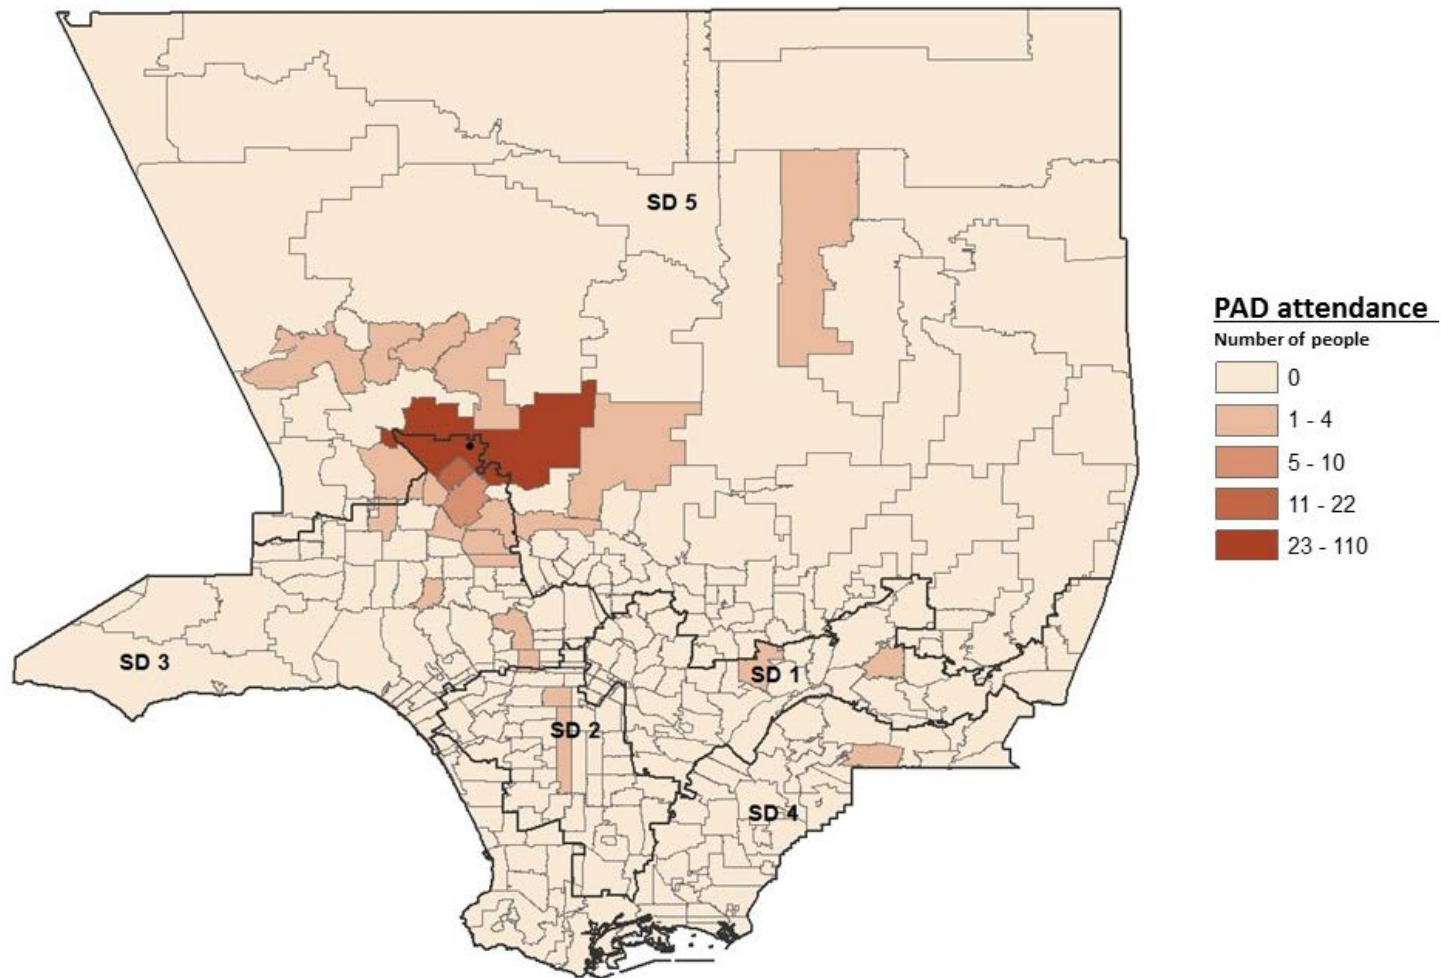 SD 5
PAD attendance
Number of people
0
1 - 4
5 - 10
11 - 22
23 - 110
SD 3
SD 1
SD 2
SD 4